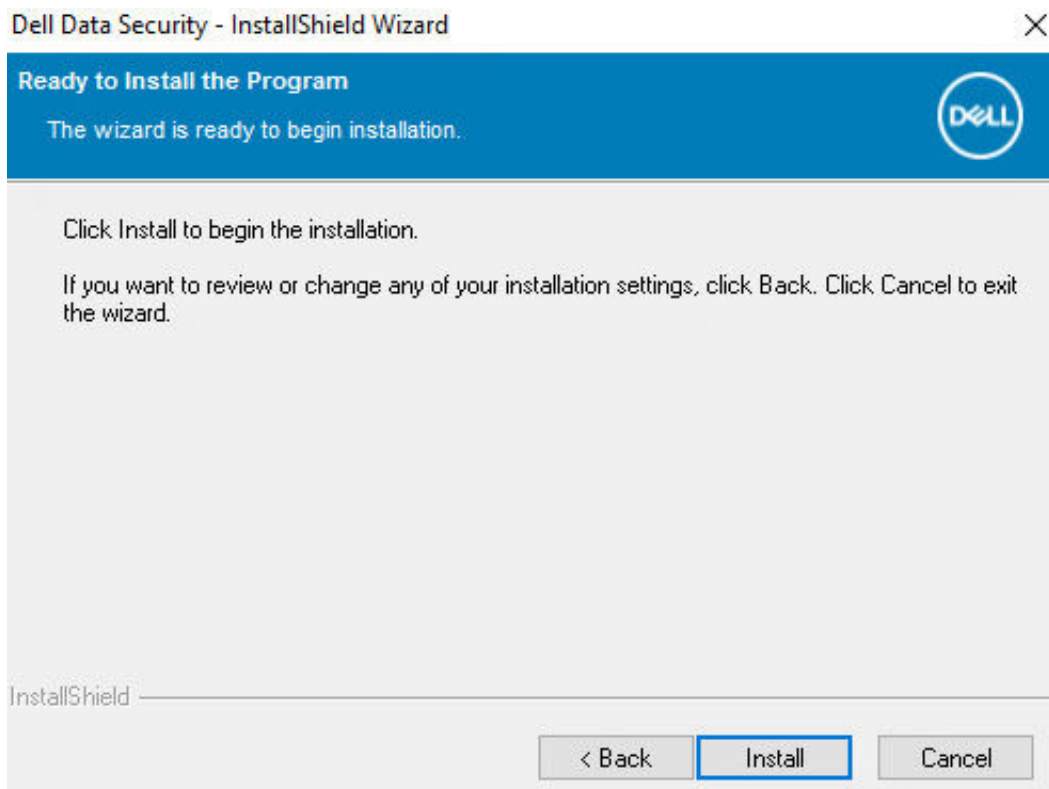 Dell Data Security - InstallShield Wizard
Ready to Install the Program
The wizard is ready to begin installation.
DELL
Click Install to begin the installation.
If you want to review or change any of your installation settings, click Back. Click Cancel to exit
the wizard.
InstallShield
< Back
Install
Cancel